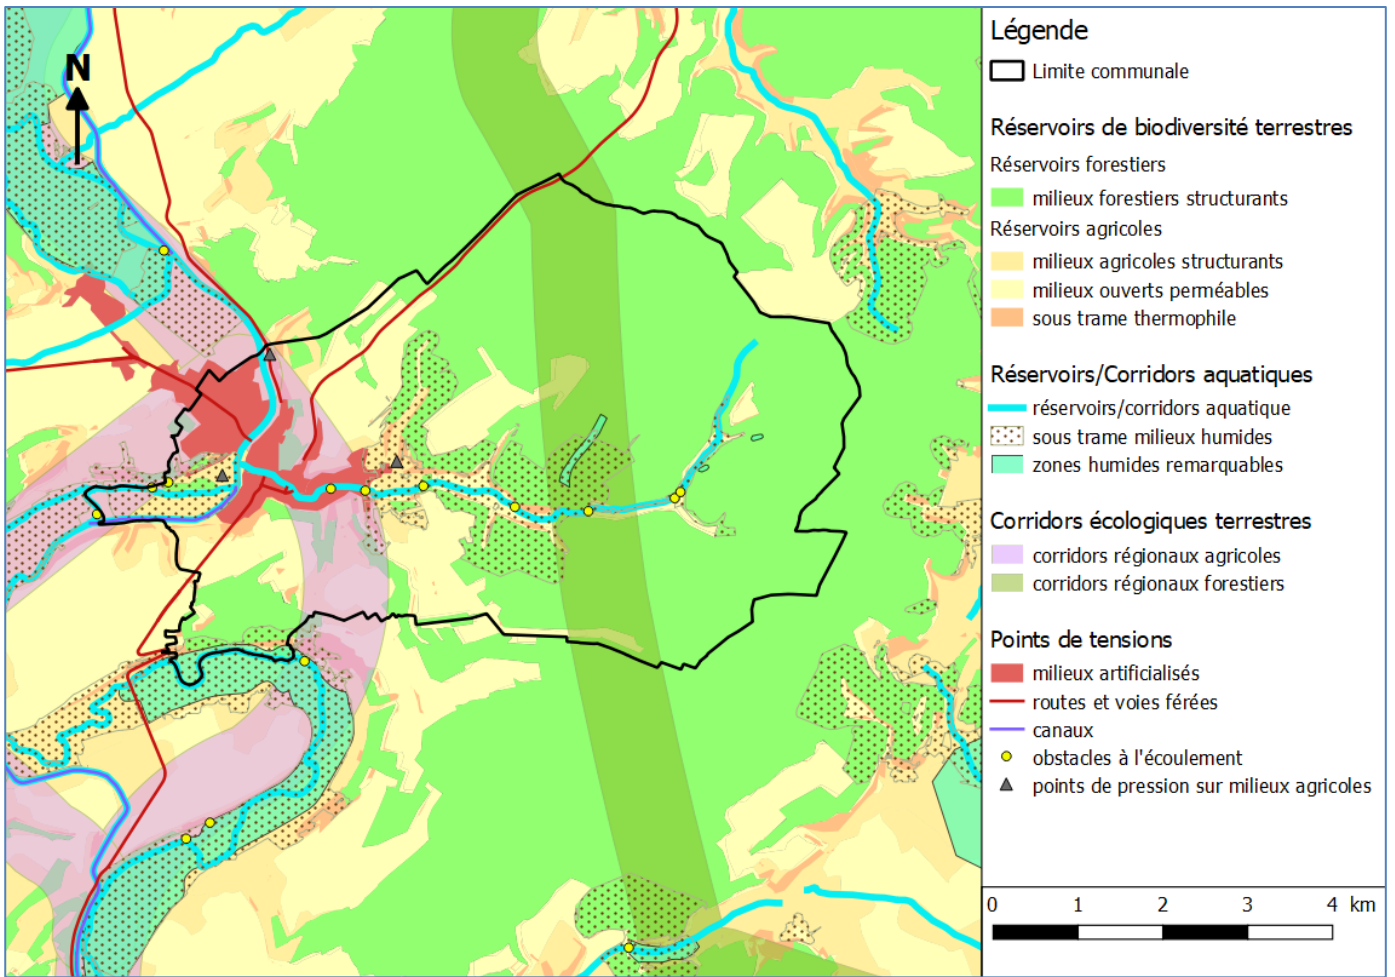 N
Légende
Limite communale
Réservoirs de biodiversité terrestres
Réservoirs forestiers
milieux forestiers structurants
Réservoirs agricoles
milieux agricoles structurants
milieux ouverts perméables
sous trame thermophile
Réservoirs/Corridors aquatiques
réservoirs/corridors aquatique
sous trame milieux humides
zones humides remarquables
Corridors écologiques terrestres
corridors régionaux agricoles
corridors régionaux forestiers
Points de tensions
milieux artificialisés
routes et voies férées
canaux
obstacles à l'écoulement
points de pression sur milieux agricoles
0 1 2 3 4 km